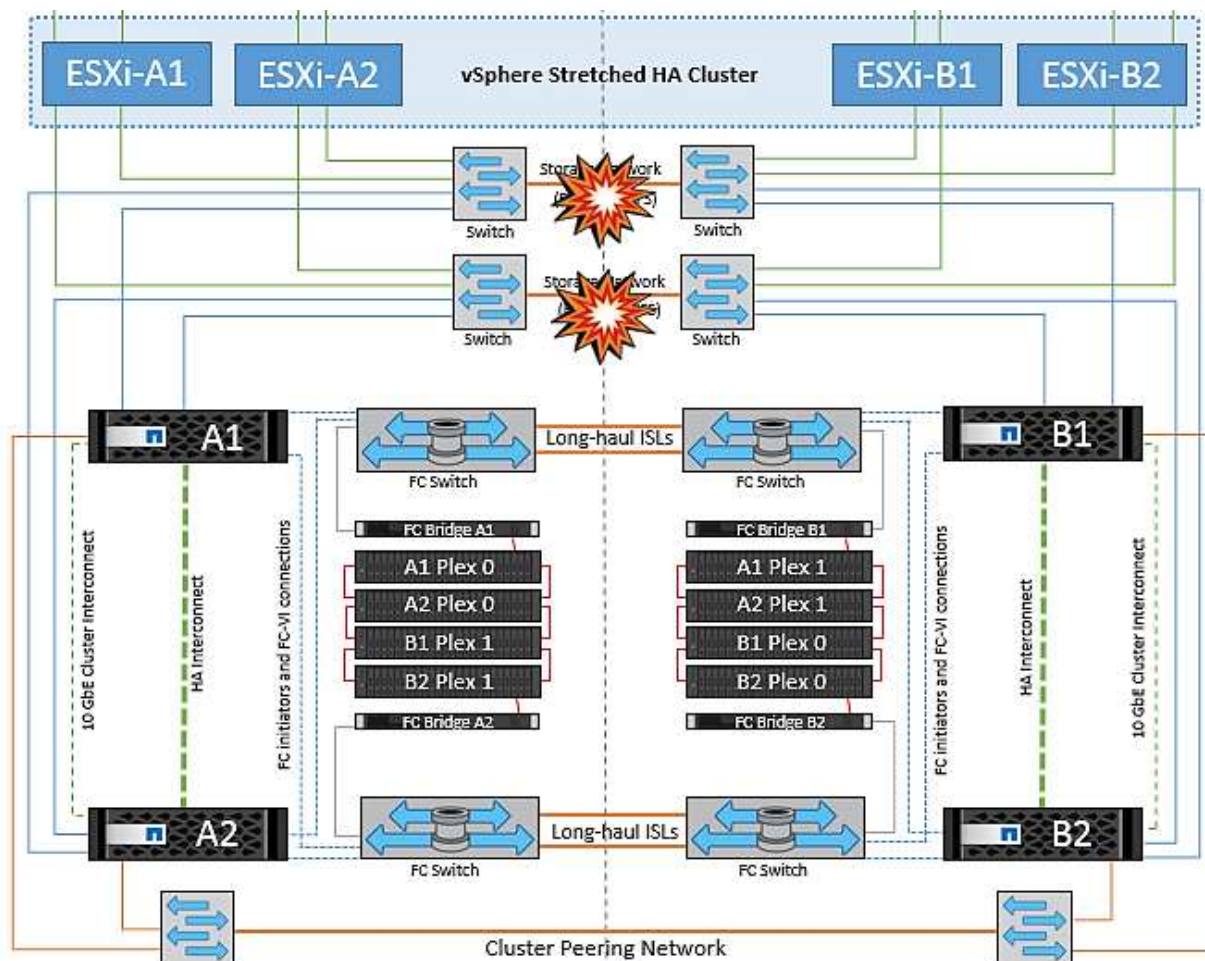 ESXi-A1
ESXi-A2
vSphere Stretched HA Cluster
ESXi-B1
ESXi-B2
Switch
Switch
Switch
Switch
A1
B1
Long-haul ISLs
FC Switch
FC Switch
10 GbE Cluster Interconnect
HA Interconnect
FC initiators and FC-VI connections
FC Bridge A1
A1 Plex 0
A2 Plex 0
B1 Plex 1
B2 Plex 1
FC Bridge A2
FC Bridge B1
A1 Plex 1
A2 Plex 1
B1 Plex 0
B2 Plex 0
FC Bridge B2
FC initiators and FC-VI connections
HA Interconnect
10 GbE Cluster Interconnect
A2
B2
Long-haul ISLs
FC Switch
FC Switch
Cluster Peering Network